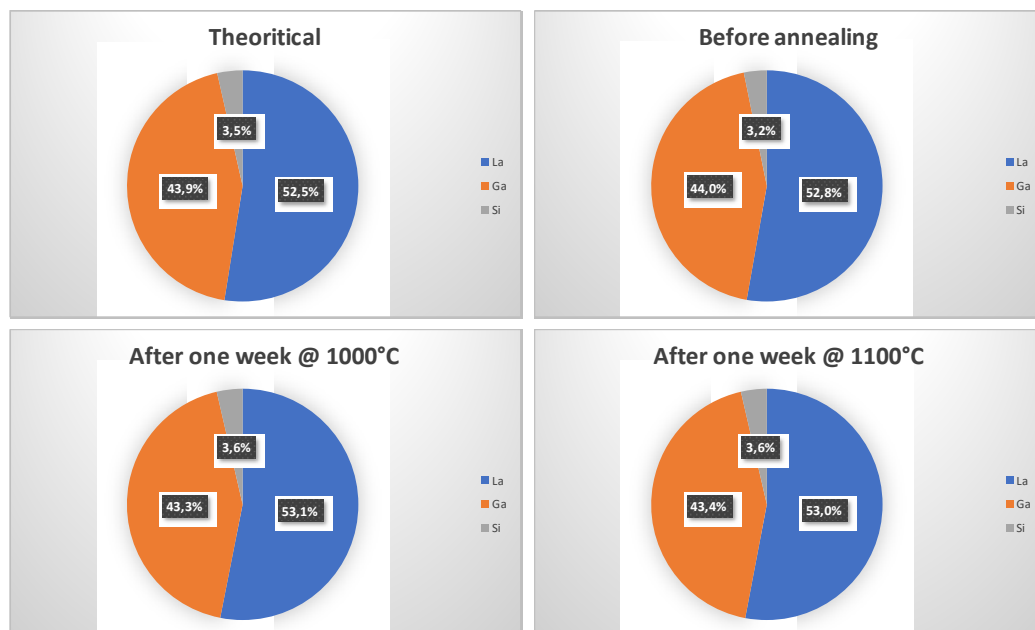 Theoritical
3,5%
43,9%
52,5%
La
Ga
Si
Before annealing
3,2%
44,0%
52,8%
La
Ga
Si
After one week @ 1000°C
3,6%
43,3%
53,1%
La
Ga
Si
After one week @ 1100°C
3,6%
43,4%
53,0%
La
Ga
Si